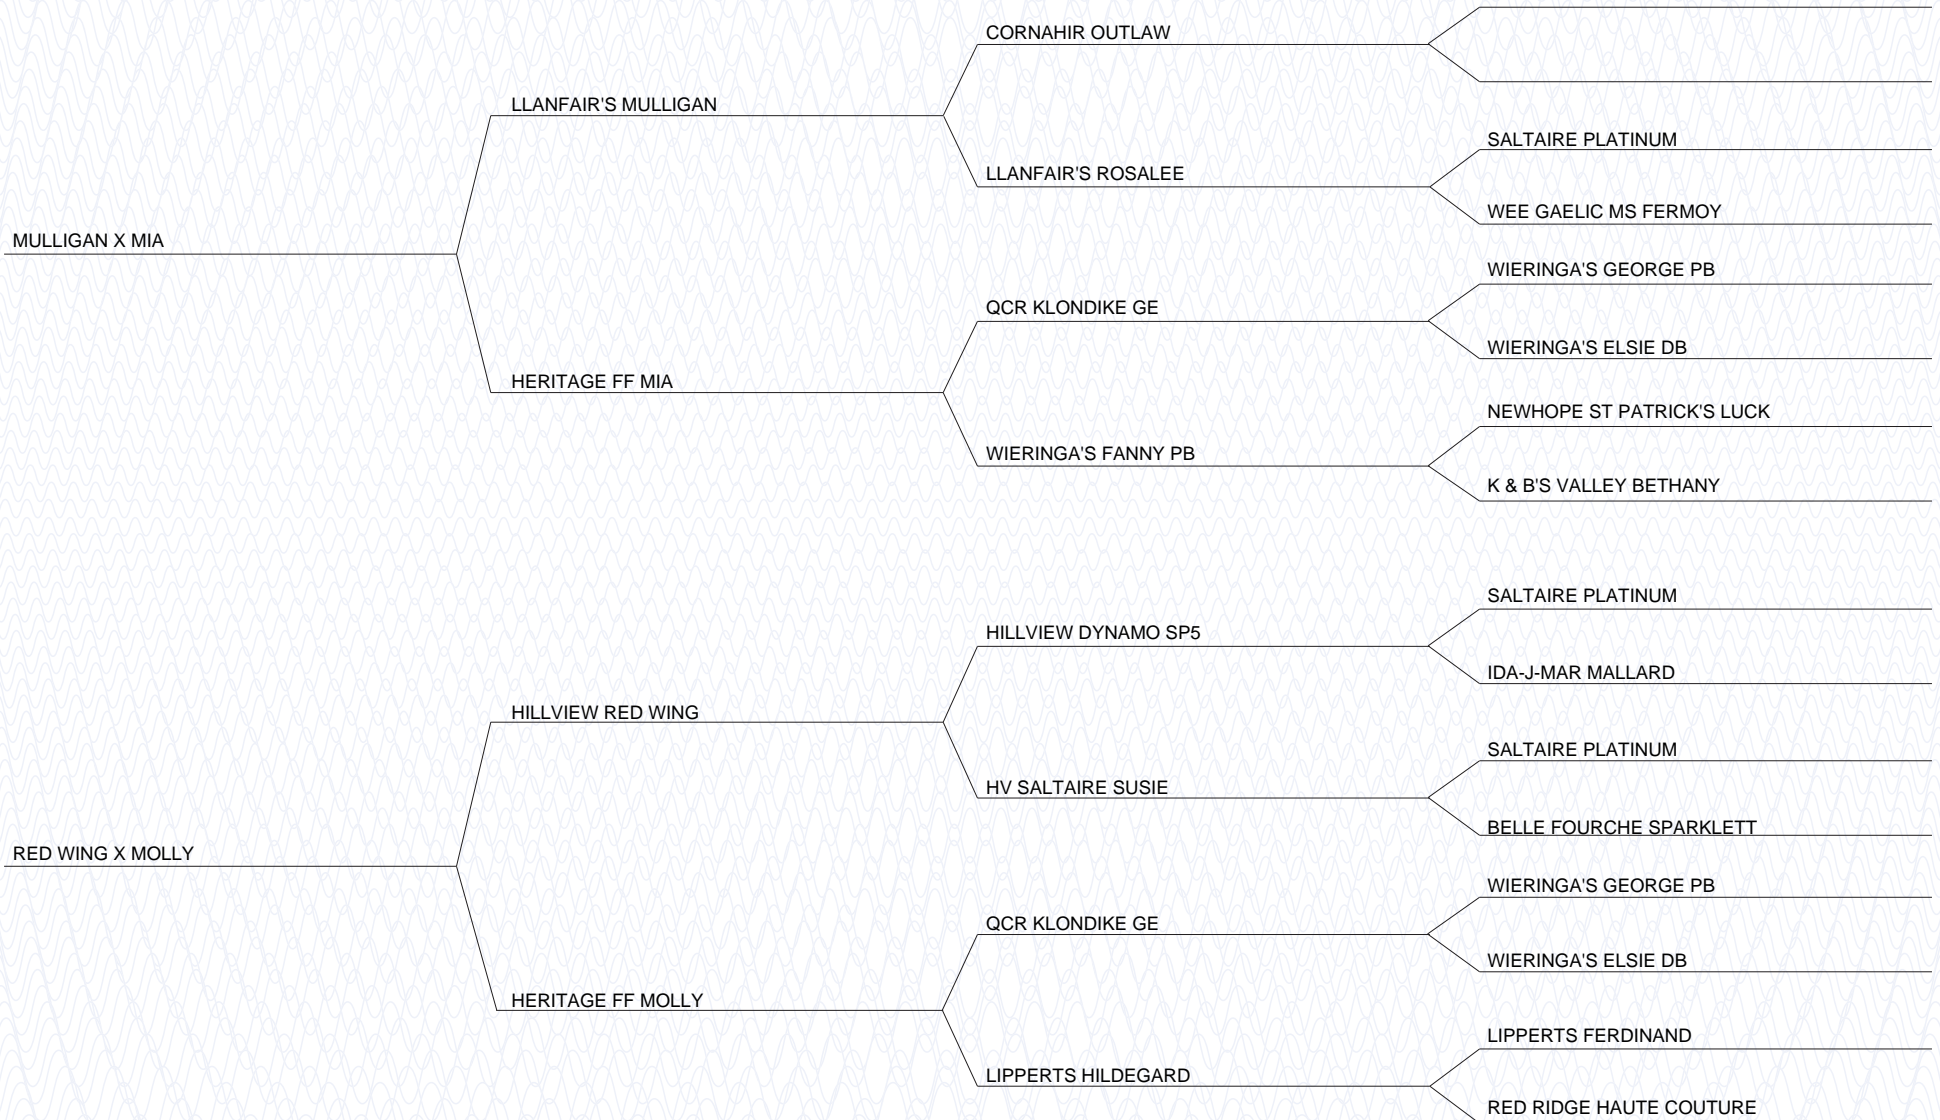 CORNAHIR OUTLAW
LLANFAIR'S MULLIGAN
SALTAIRE PLATINUM
LLANFAIR'S ROSALEE
WEE GAELIC MS FERMOY
MULLIGAN X MIA
WIERINGA'S GEORGE PB
QCR KLONDIKE GE
WIERINGA'S ELSIE DB
HERITAGE FF MIA
NEWHOPE ST PATRICK'S LUCK
WIERINGA'S FANNY PB
K & B'S VALLEY BETHANY
SALTAIRE PLATINUM
HILLVIEW DYNAMO SP5
IDA-J-MAR MALLARD
HILLVIEW RED WING
SALTAIRE PLATINUM
HV SALTAIRE SUSIE
BELLE FOURCHE SPARKLETT
RED WING X MOLLY
WIERINGA'S GEORGE PB
QCR KLONDIKE GE
WIERINGA'S ELSIE DB
HERITAGE FF MOLLY
LIPPERTS FERDINAND
LIPPERTS HILDEGARD
RED RIDGE HAUTE COUTURE